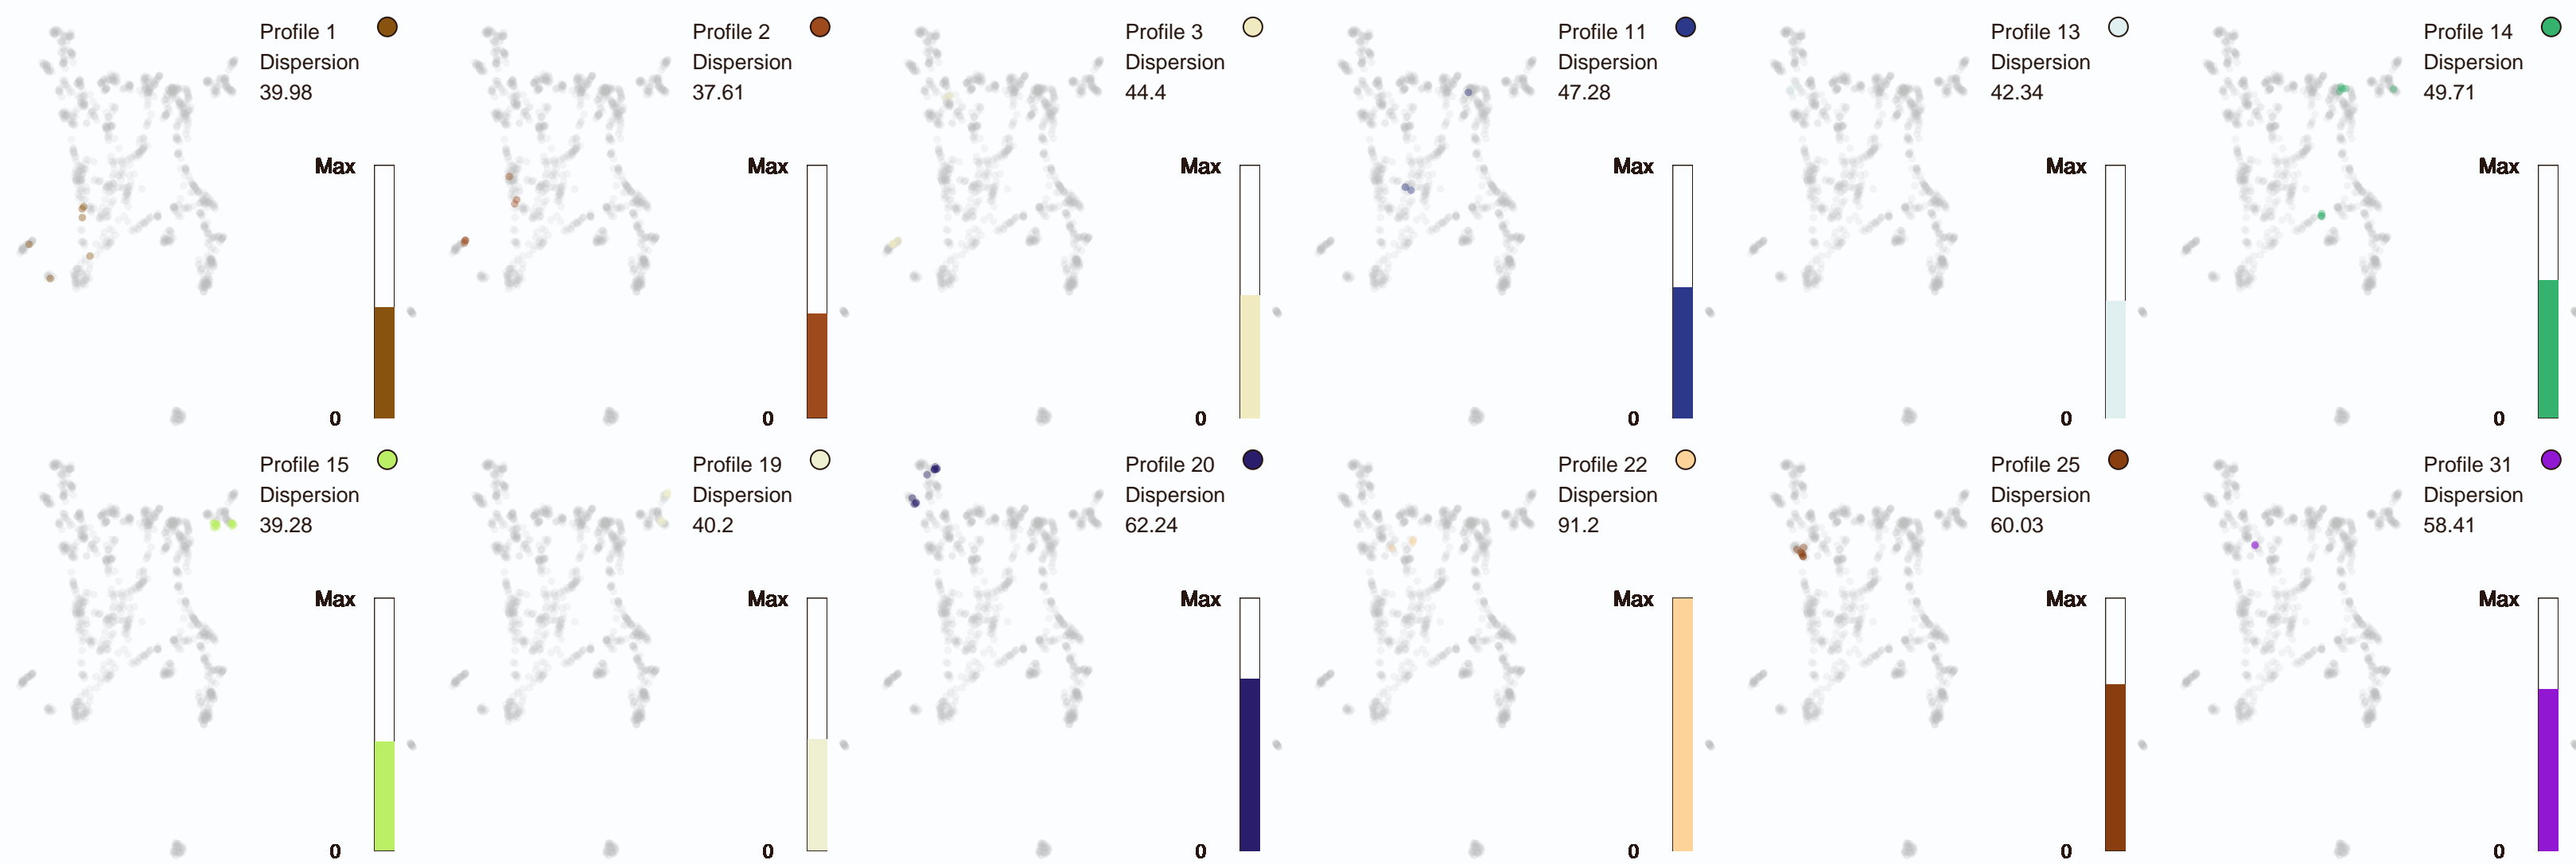 Profile 1
Dispersion
39.98
Max
0
Profile 2
Dispersion
37.61
Max
0
Profile 3
Dispersion
44.4
Max
0
Profile 11
Dispersion
47.28
Max
0
Profile 13
Dispersion
42.34
Max
0
Profile 14
Dispersion
49.71
Max
0
Profile 15
Dispersion
39.28
Max
0
Profile 19
Dispersion
40.2
Max
0
Profile 20
Dispersion
62.24
Max
0
Profile 22
Dispersion
91.2
Max
0
Profile 25
Dispersion
60.03
Max
0
Profile 31
Dispersion
58.41
Max
0